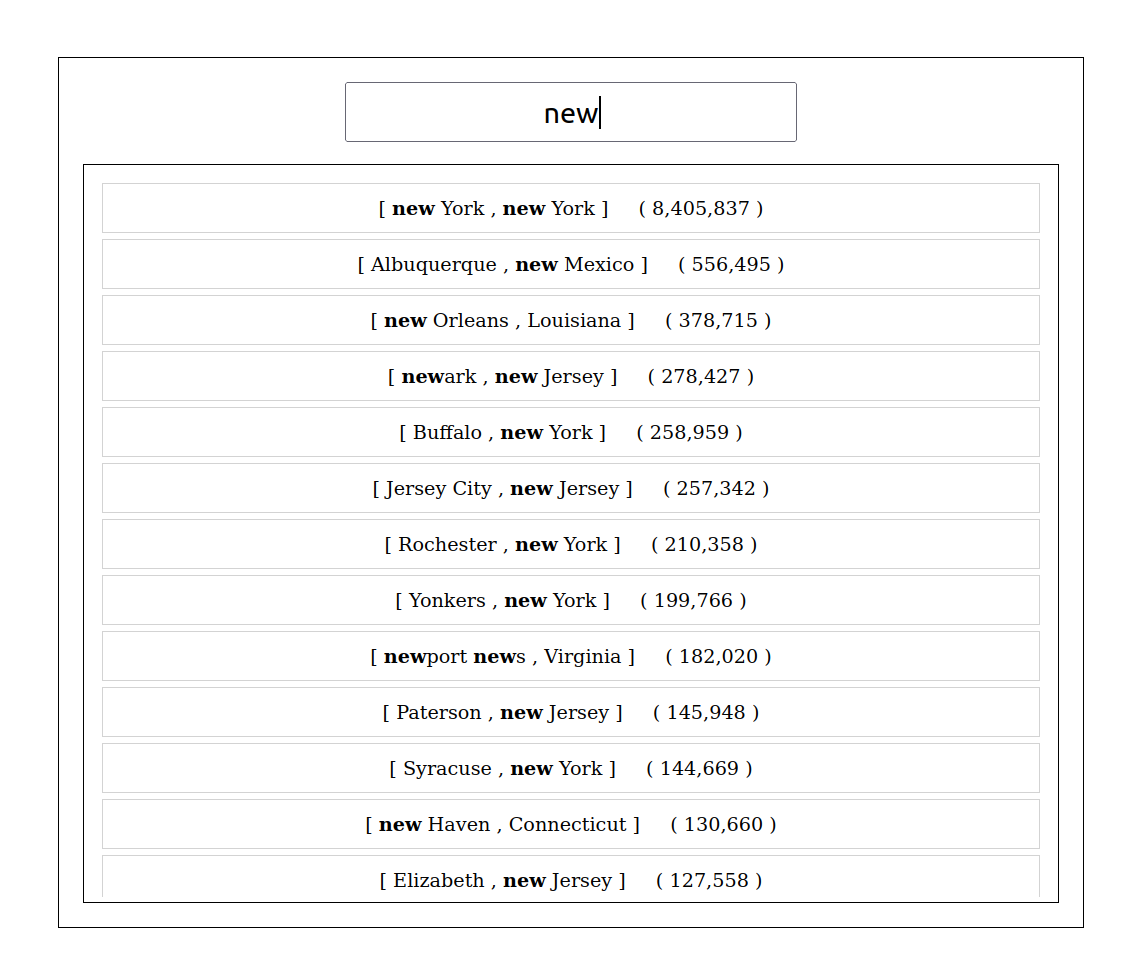 new
[ new York , new York ] ( 8,405,837 )
[ Albuquerque , new Mexico ] ( 556,495 )
[ new Orleans , Louisiana ] ( 378,715 )
[ newark , new Jersey ] ( 278,427 )
[ Buffalo , new York ] ( 258,959 )
[ Jersey City , new Jersey ] ( 257,342 )
[ Rochester , new York ] ( 210,358 )
[ Yonkers , new York ] ( 199,766 )
[ newport news , Virginia ] ( 182,020 )
[ Paterson , new Jersey ] ( 145,948 )
[ Syracuse , new York ] ( 144,669 )
[ new Haven , Connecticut ] ( 130,660 )
[ Elizabeth , new Jersey ] ( 127,558 )